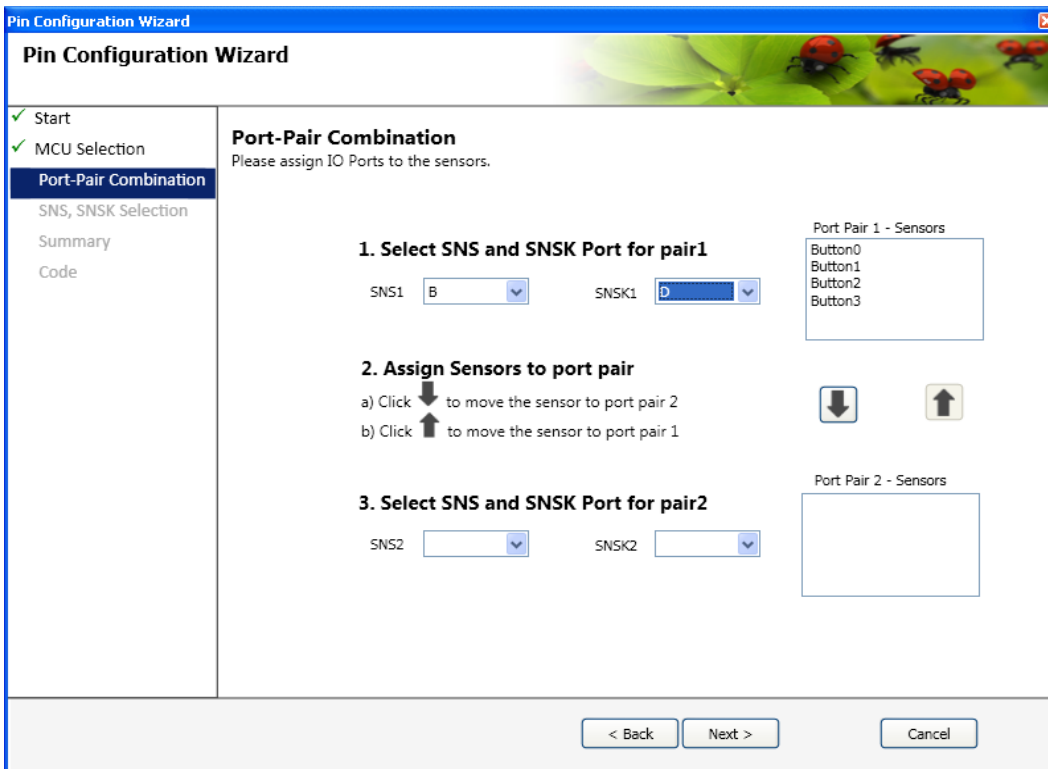 Pin Configuration Wizard
Pin Configuration Wizard
Start
MCU Selection
Port-Pair Combination
SNS, SNSK Selection
Summary
Code
Port-Pair Combination
Please assign IO Ports to the sensors.
1. Select SNS and SNSK Port for pair1
SNS1 B SNSK1 D
Port Pair 1 - Sensors
Button0
Button1
Button2
Button3
2. Assign Sensors to port pair
a) Click to move the sensor to port pair 2
b) Click to move the sensor to port pair 1
3. Select SNS and SNSK Port for pair2
SNS2 SNSK2
Port Pair 2 - Sensors
< Back Next > Cancel